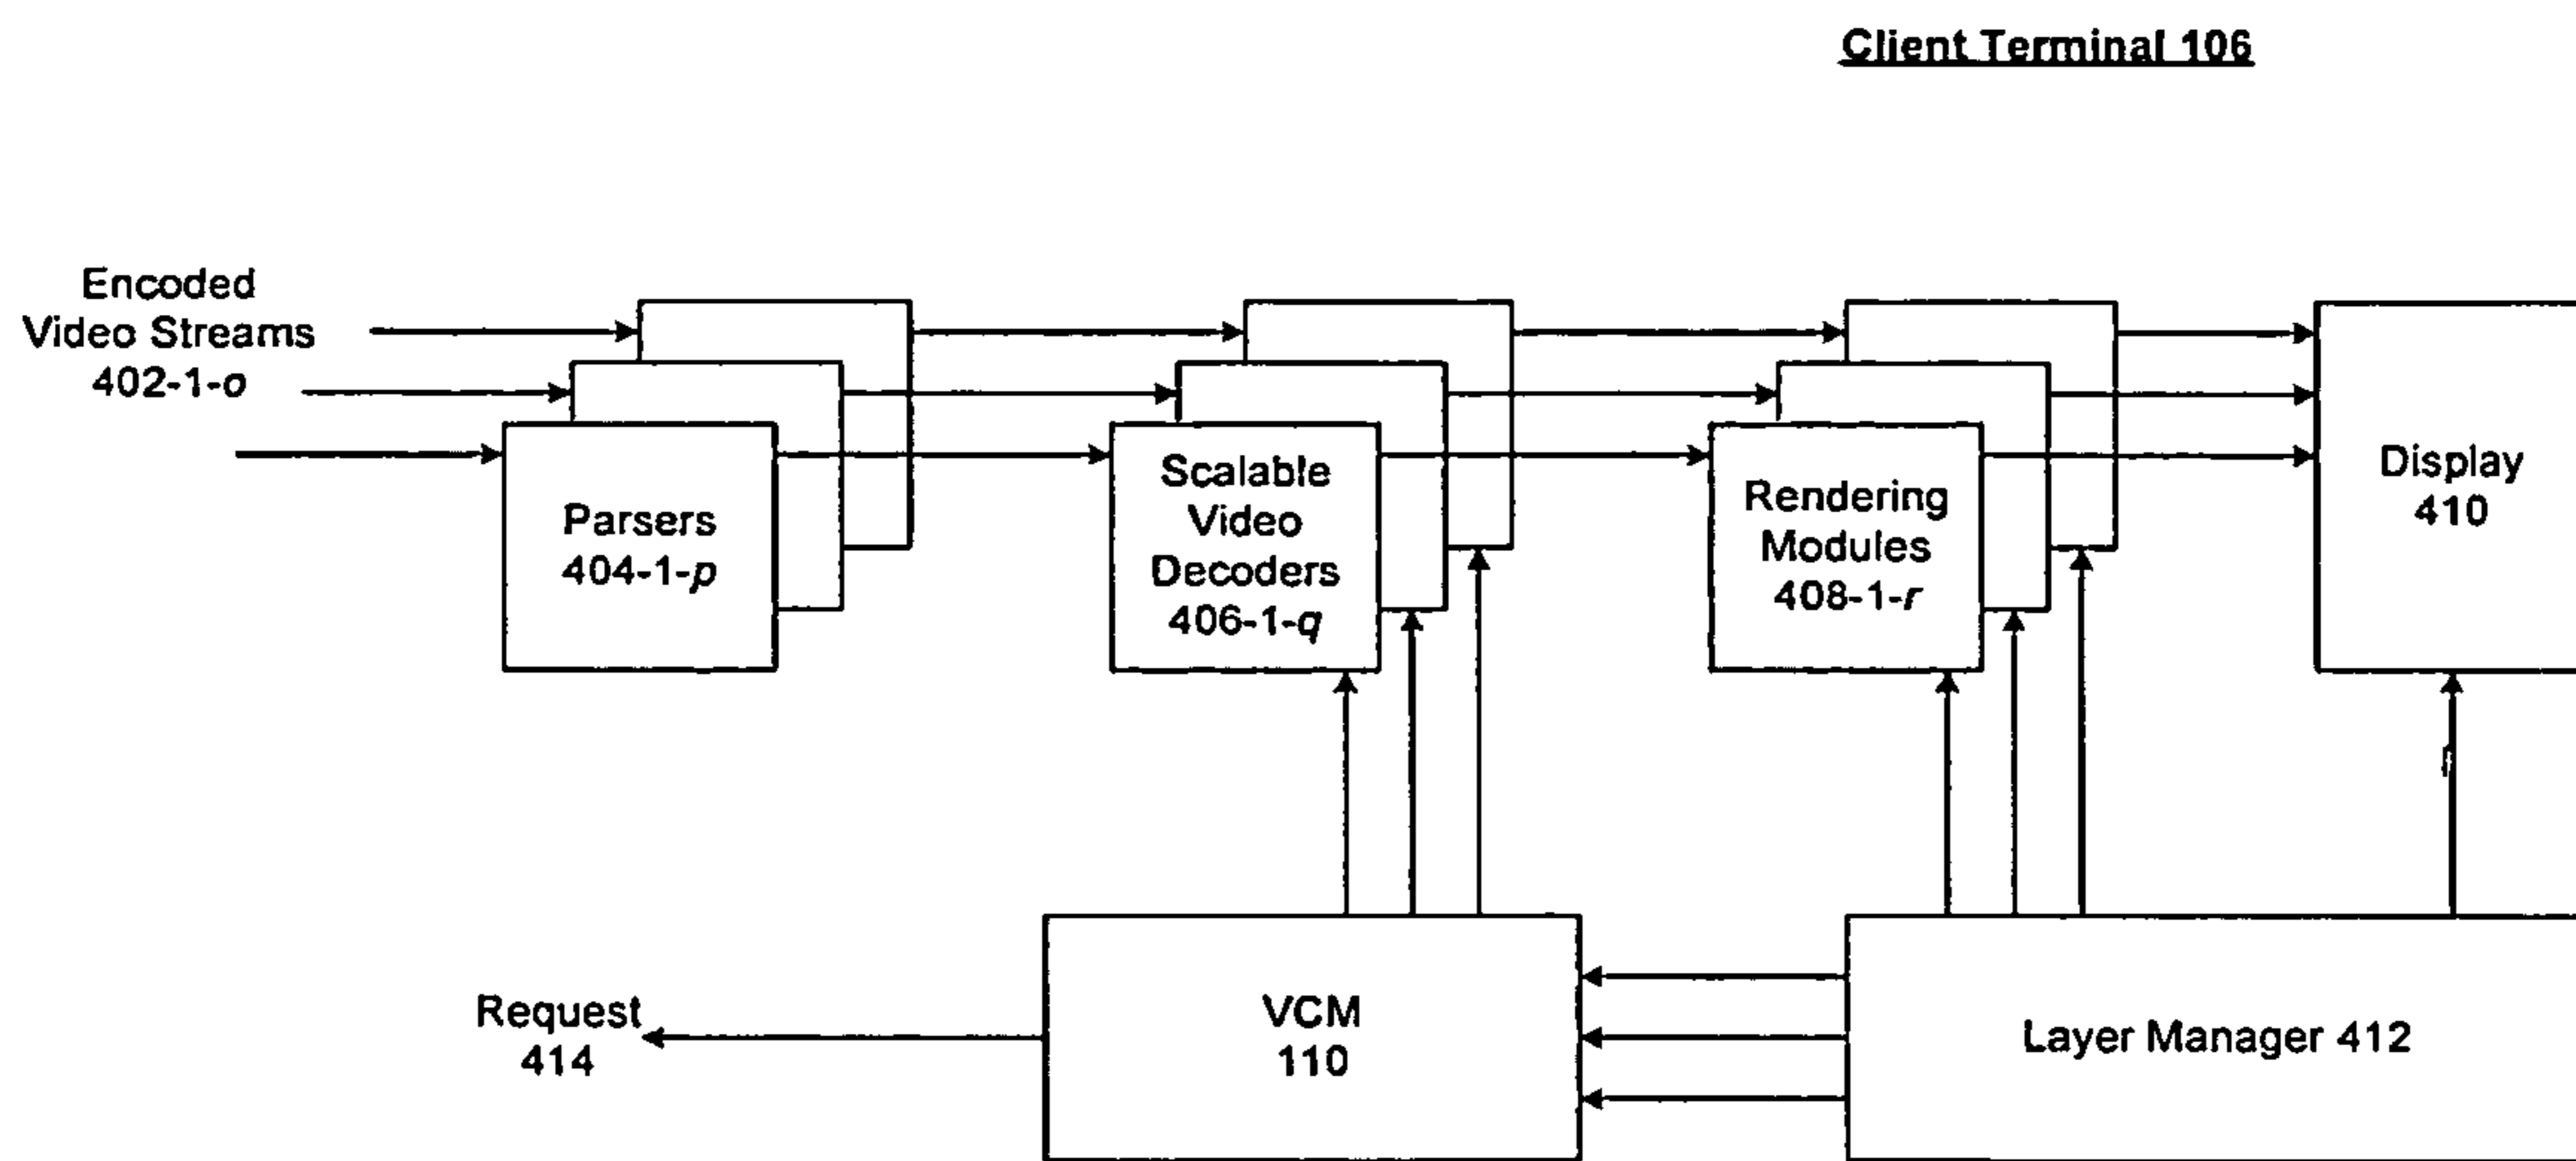 Client Terminal 106
Encoded
Video Streams
402-1-o
Parsers
404-1-p
Scalable
Video
Decoders
406-1-q
Rendering
Modules
408-1-r
Display
410
Request
414
VCM
110
Layer Manager 412